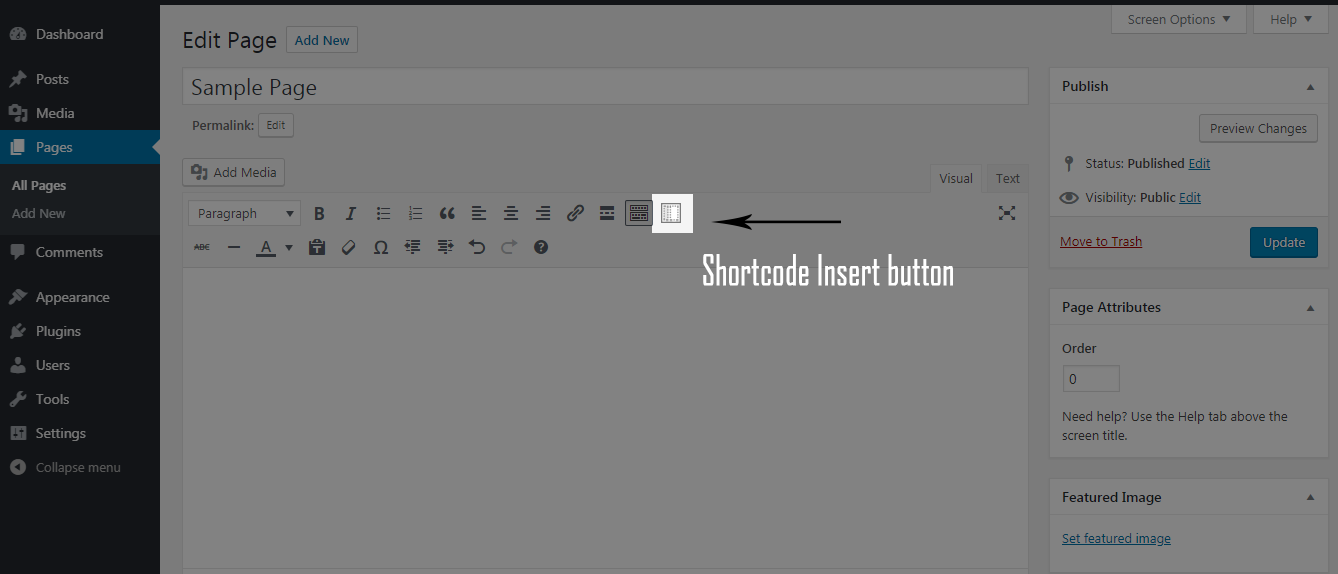 Dashboard
Posts
Media
Pages
All Pages
Add New
Comments
Appearance
Plugins
Users
Tools
Settings
Collapse menu
Screen Options
Help
Edit Page
Add New
Sample Page
Permalink: Edit
Add Media
Visual
Text
Paragraph
B I
ABC
A
Shortcode Insert button
Publish
Preview Changes
Status: Published Edit
Visibility: Public Edit
Move to Trash
Update
Page Attributes
Order
0
Need help? Use the Help tab above the
screen title.
Featured Image
Set featured image